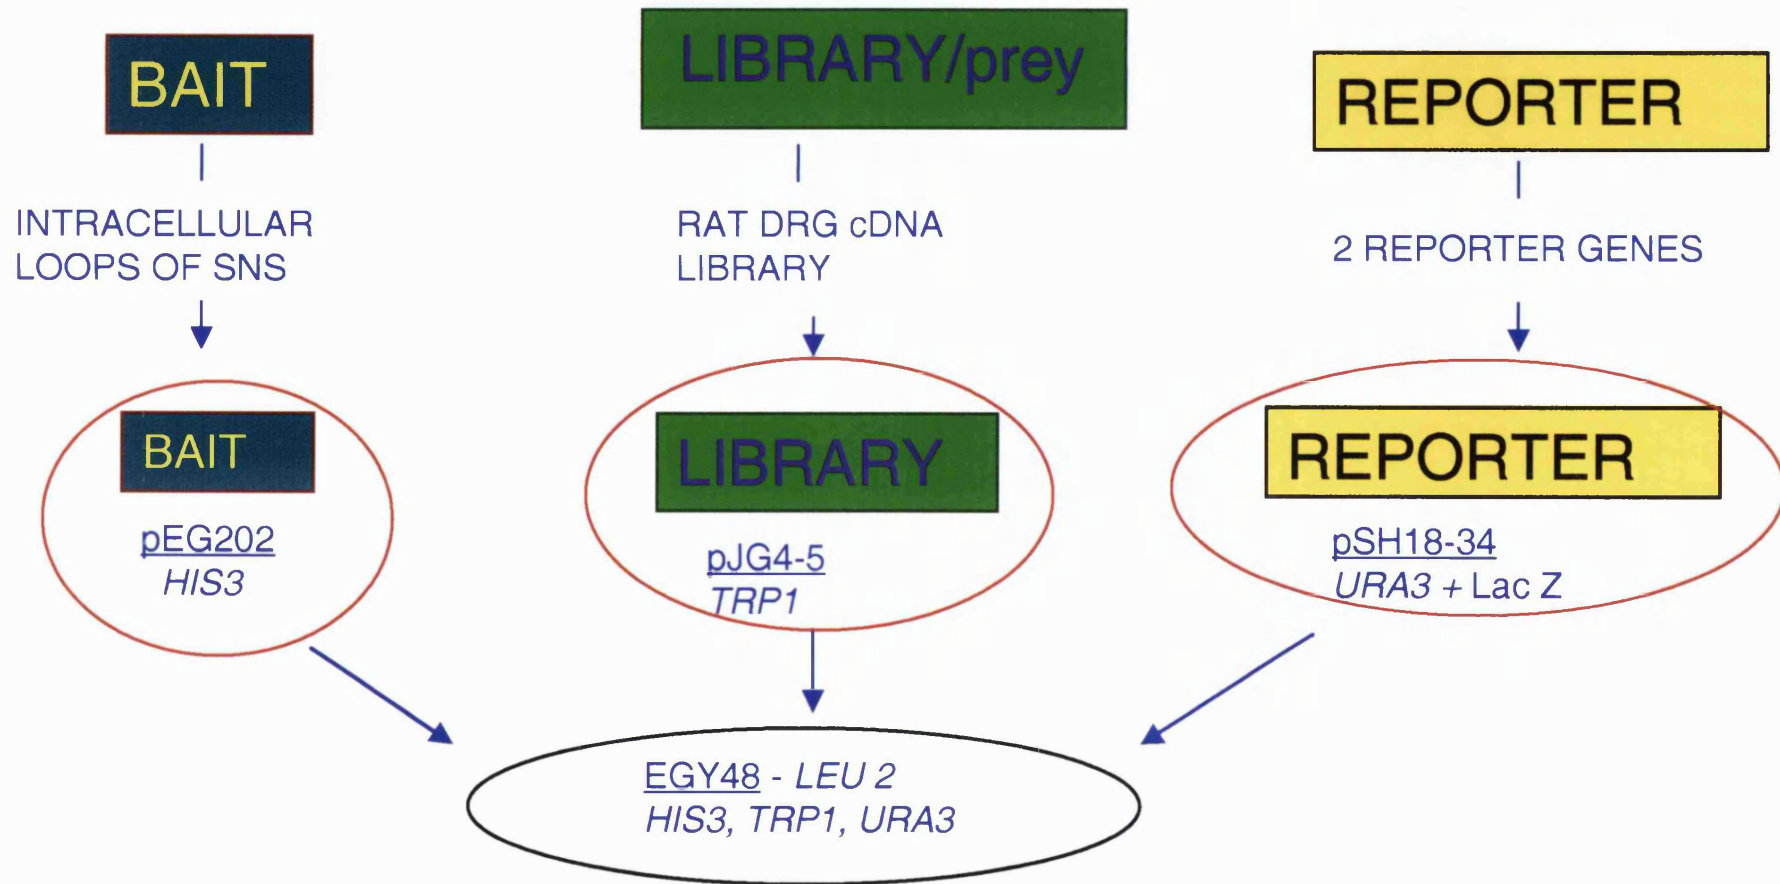 BAIT
INTRACELLULAR
LOOPS OF SNS
BAIT
pEG202
HIS3
LIBRARY/prey
RAT DRG cDNA
LIBRARY
LIBRARY
pJG4-5
TRP1
REPORTER
2 REPORTER GENES
REPORTER
pSH18-34
URA3 + Lac Z
EGY48 - LEU 2
HIS3, TRP1, URA3